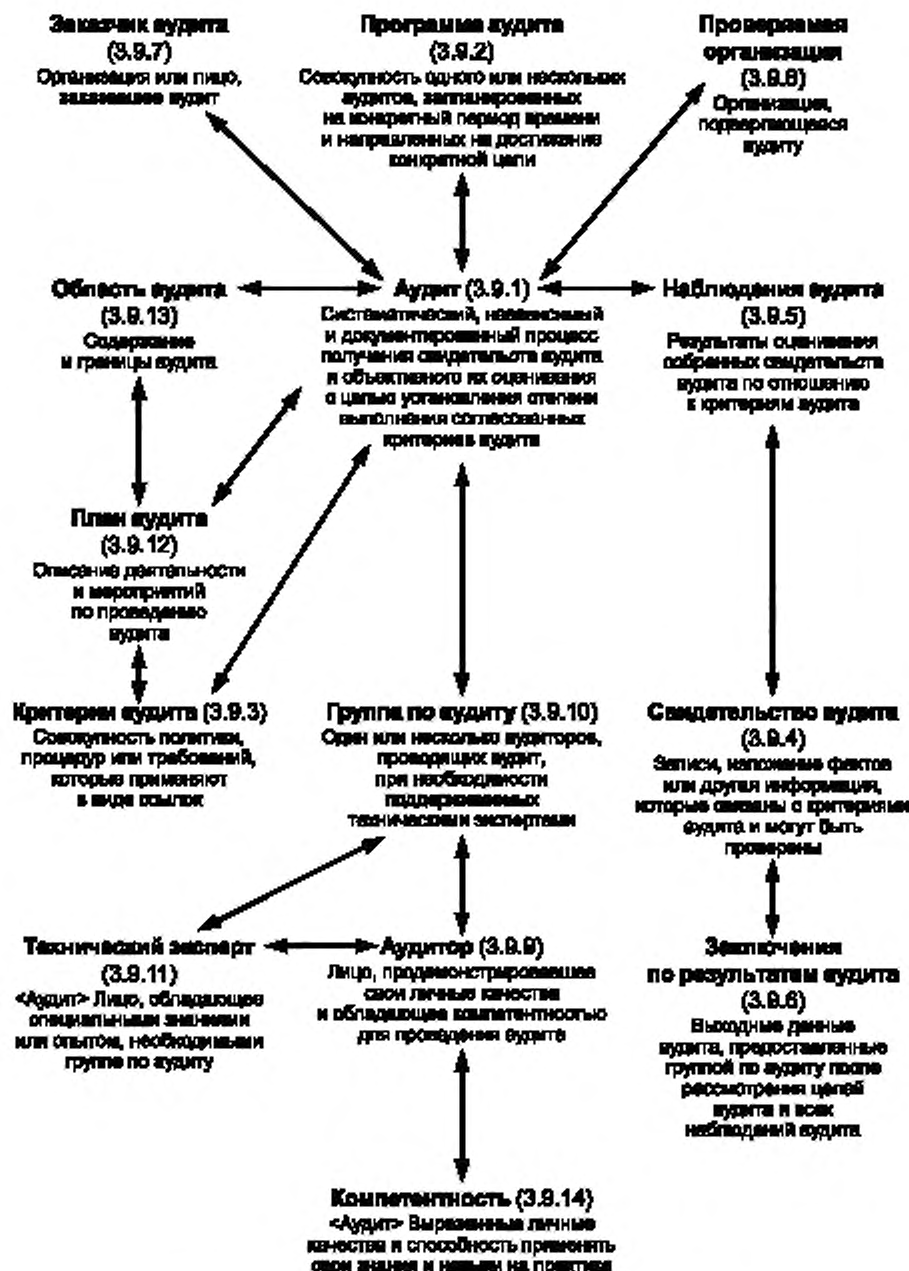 Заказчик аудита
(3.9.7)
Организация или лицо,
заказавшее аудит
Программа аудита
(3.9.2)
Совокупность одного или нескольких
аудитов, запланированных
на конкретный период времени
и направленных на достижение
конкретной цели
Проверяемая
организация
(3.9.8)
Организация,
подвергающаяся
аудиту
Область аудита
(3.9.13)
Содержание
и границы аудита
Аудит (3.9.1)
Систематический, независимый
и документированный процесс
получения свидетельств аудита
и объективного их оценивания
с целью установления степени
выполнения согласованных
критериев аудита
Наблюдения аудита
(3.9.5)
Результаты оценивания
собранных свидетельств
аудита по отношению
к критериям аудита
План аудита
(3.9.12)
Описание деятельности
и мероприятий
по проведению
аудита
Критерии аудита (3.9.3)
Совокупность политики,
процедур или требований,
которые применяют
в виде ссылок
Группа по аудиту (3.9.10)
Один или несколько аудиторов,
проводящих аудит,
при необходимости
поддерживаемых
техническими экспертами
Свидетельство аудита
(3.9.4)
Записи, изложение фактов
или другая информация,
которые связаны с критериями
аудита и могут быть
проверены
Технический эксперт
(3.9.11)
<Аудит> Лицо, обладающее
специальными знаниями
или опытом, необходимыми
группе по аудиту
Аудитор (3.9.9)
Лицо, продемонстрировавшее
свои личные качества
и обладающее компетентностью
для проведения аудита
Заключения
по результатам аудита
(3.9.6)
Выходные данные
аудита, предоставленные
группой по аудиту после
рассмотрения целей
аудита и всех
наблюдений аудита
Компетентность (3.9.14)
<Аудит> Выраженные личные
качества и способность применять
свои знания и навыки на практике